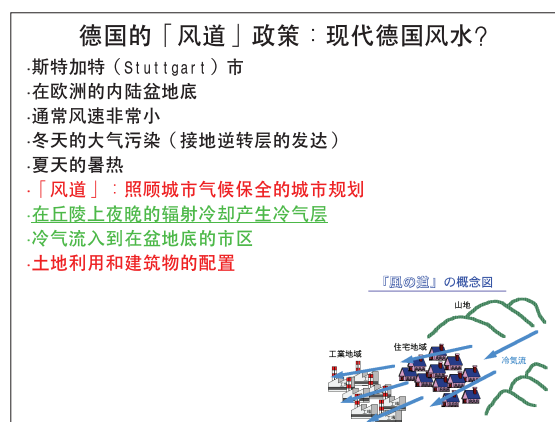 德国的「风道」政策：现代德国风水？
·斯特加特（Stuttgart）市
·在欧洲的内陆盆地底
·通常风速非常小
·冬天的大气污染（接地逆转层的发达）
·夏天的暑热
·「风道」：照顾城市气候保全的城市规划
·在丘陵上夜晚的辐射冷却产生冷气层
·冷气流入到在盆地底的市区
·土地利用和建筑物的配置
『風の道』の概念図
山地
住宅地域
工業地域
冷気流